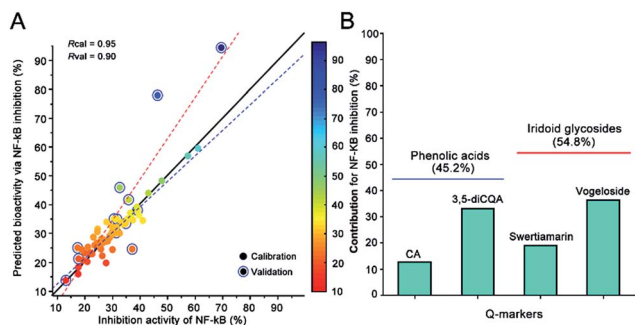 A
Rcal = 0.95
Rval = 0.90
Predicted bioactivity via NF-kB inhibition (%)
90
80
70
60
50
40
30
20
10
10 20 30 40 50 60 70 80 90
Inhibition activity of NF-kB (%)
Calibration
Validation
90
80
70
60
50
40
30
20
10
B
Contribution for NF-kB inhibition (%)
100
90
80
70
60
50
40
30
20
10
0
Phenolic acids
(45.2%)
Iridoid glycosides
(54.8%)
CA
3,5-diCQA
Swertiamarin
Vogeloside
Q-markers